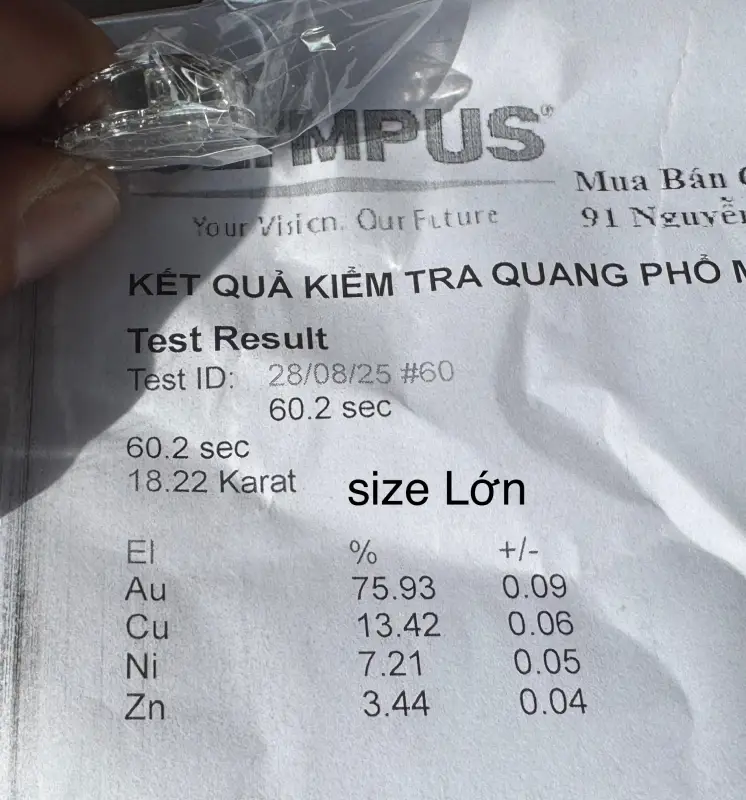 MPUS®
Mua Bán
91 Nguyễn
Your Vision, Our Future
KẾT QUẢ KIỂM TRA QUANG PHỔ
Test Result
Test ID: 28/08/25 #60
60.2 sec
60.2 sec
18.22 Karat
size Lớn
El % +/-
Au 75.93 0.09
Cu 13.42 0.06
Ni 7.21 0.05
Zn 3.44 0.04